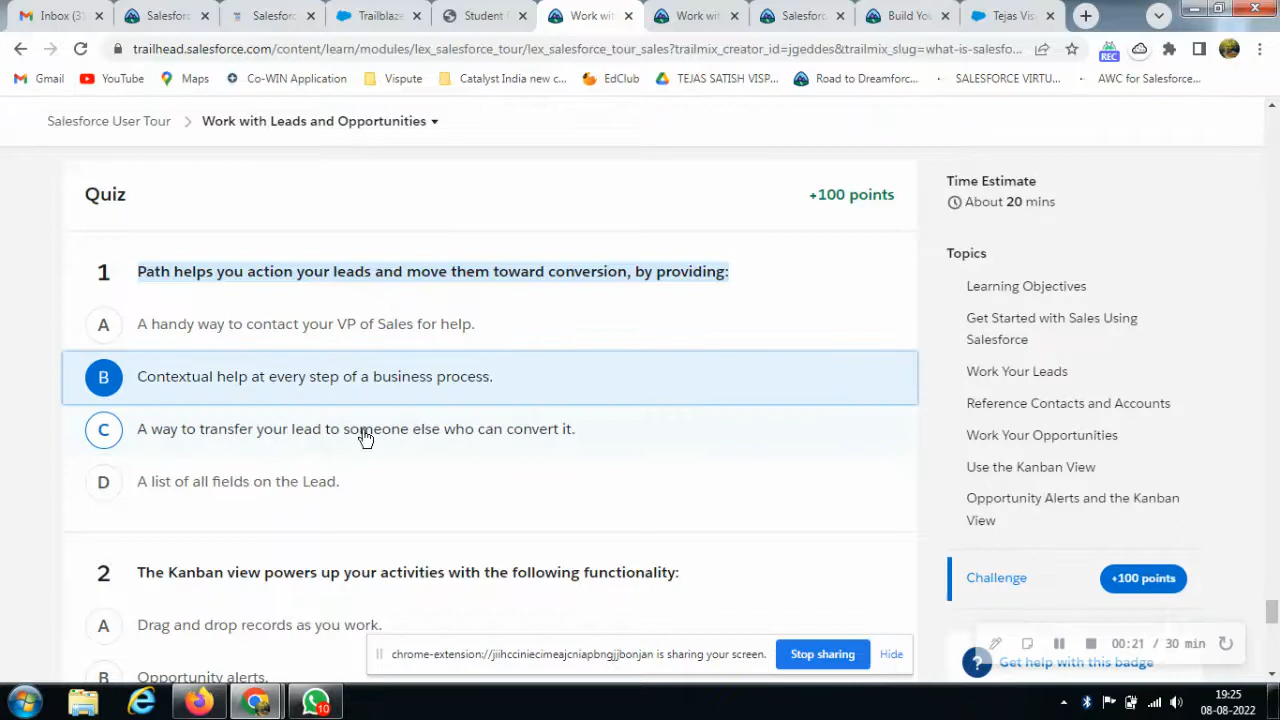 Inbox (3)
Salesfor
Salesfo
Trailblaze
Student
Work wi
Work wi
Salesfor
Build Yo
Tejas Vis
trailhead.salesforce.com/content/learn/modules/lex_salesforce_tour/lex_salesforce_tour_sales?trailmix_creator_id=jgeddes&trailmix_slug=what-is-salesfo...
REC
Gmail
YouTube
Maps
Co-WIN Application
Vispute
Catalyst India new c...
EdClub
TEJAS SATISH VISP...
Road to Dreamforc...
SALESFORCE VIRTU...
AWC for Salesforce...
Salesforce User Tour
Work with Leads and Opportunities
Quiz
+100 points
1 Path helps you action your leads and move them toward conversion, by providing:
A A handy way to contact your VP of Sales for help.
B Contextual help at every step of a business process.
C A way to transfer your lead to someone else who can convert it.
D A list of all fields on the Lead.
2 The Kanban view powers up your activities with the following functionality:
A Drag and drop records as you work.
B Opportunity alerts.
Time Estimate
About 20 mins
Topics
Learning Objectives
Get Started with Sales Using
Salesforce
Work Your Leads
Reference Contacts and Accounts
Work Your Opportunities
Use the Kanban View
Opportunity Alerts and the Kanban
View
Challenge
+100 points
00:21 / 30 min
Get help with this badge
chrome-extension://jiihcciniecimeajcniapbngjjbonjan is sharing your screen.
Stop sharing
Hide
10
19:25
08-08-2022